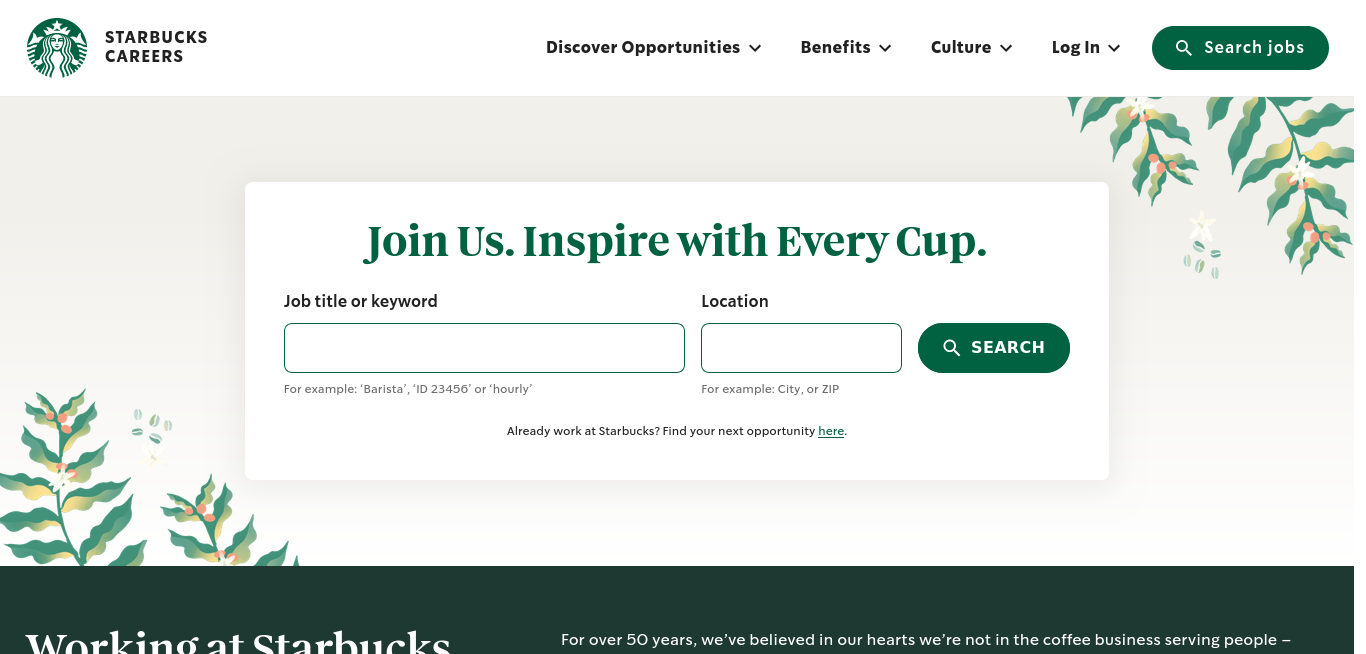 STARBUCKS
CAREERS
Discover Opportunities
Benefits
Culture
Log In
Search jobs
Join Us. Inspire with Every Cup.
Job title or keyword
Location
SEARCH
For example: ‘Barista’, ‘ID 23456’ or ‘hourly’
For example: City, or ZIP
Already work at Starbucks? Find your next opportunity here.
Working at Starbucks
For over 50 years, we’ve believed in our hearts we’re not in the coffee business serving people –